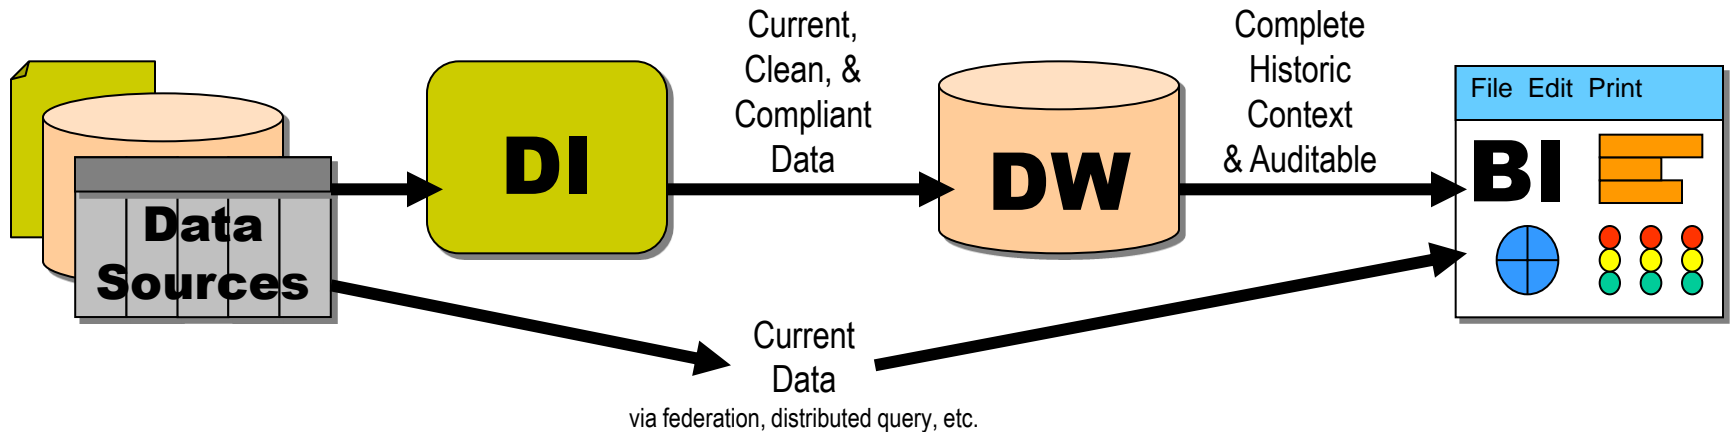 Data
Sources
DI
Current,
Clean, &
Compliant
Data
DW
Complete
Historic
Context
& Auditable
File Edit Print
BI
Current
Data
via federation, distributed query, etc.